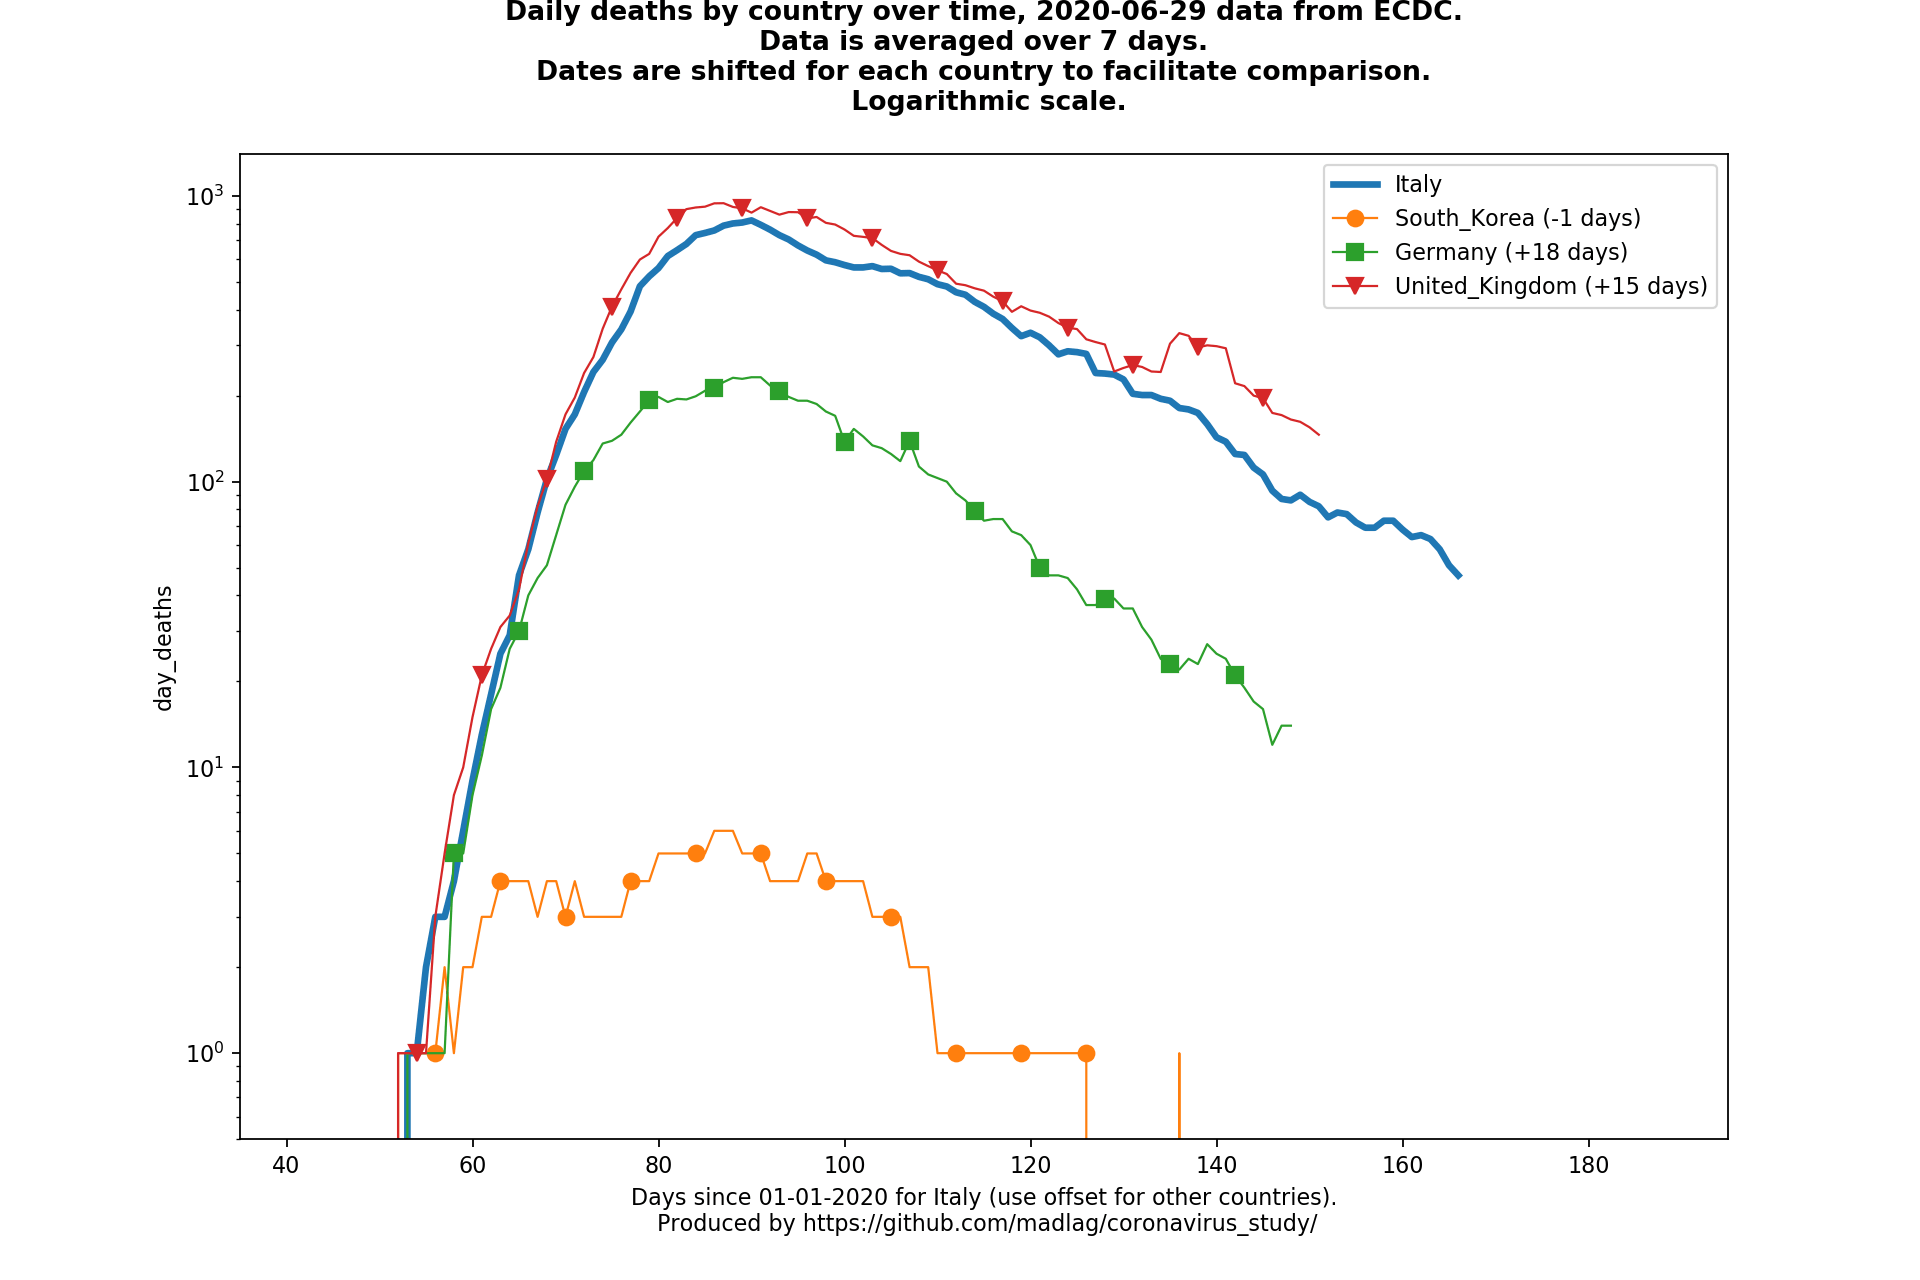 Daily deaths by country over time, 2020-06-29 data from ECDC.
Data is averaged over 7 days.
Dates are shifted for each country to facilitate comparison.
Logarithmic scale.
Italy
South_Korea (-1 days)
Germany (+18 days)
United_Kingdom (+15 days)
10³
10²
10¹
10⁰
day_deaths
40 60 80 100 120 140 160 180
Days since 01-01-2020 for Italy (use offset for other countries).
Produced by https://github.com/madlag/coronavirus_study/